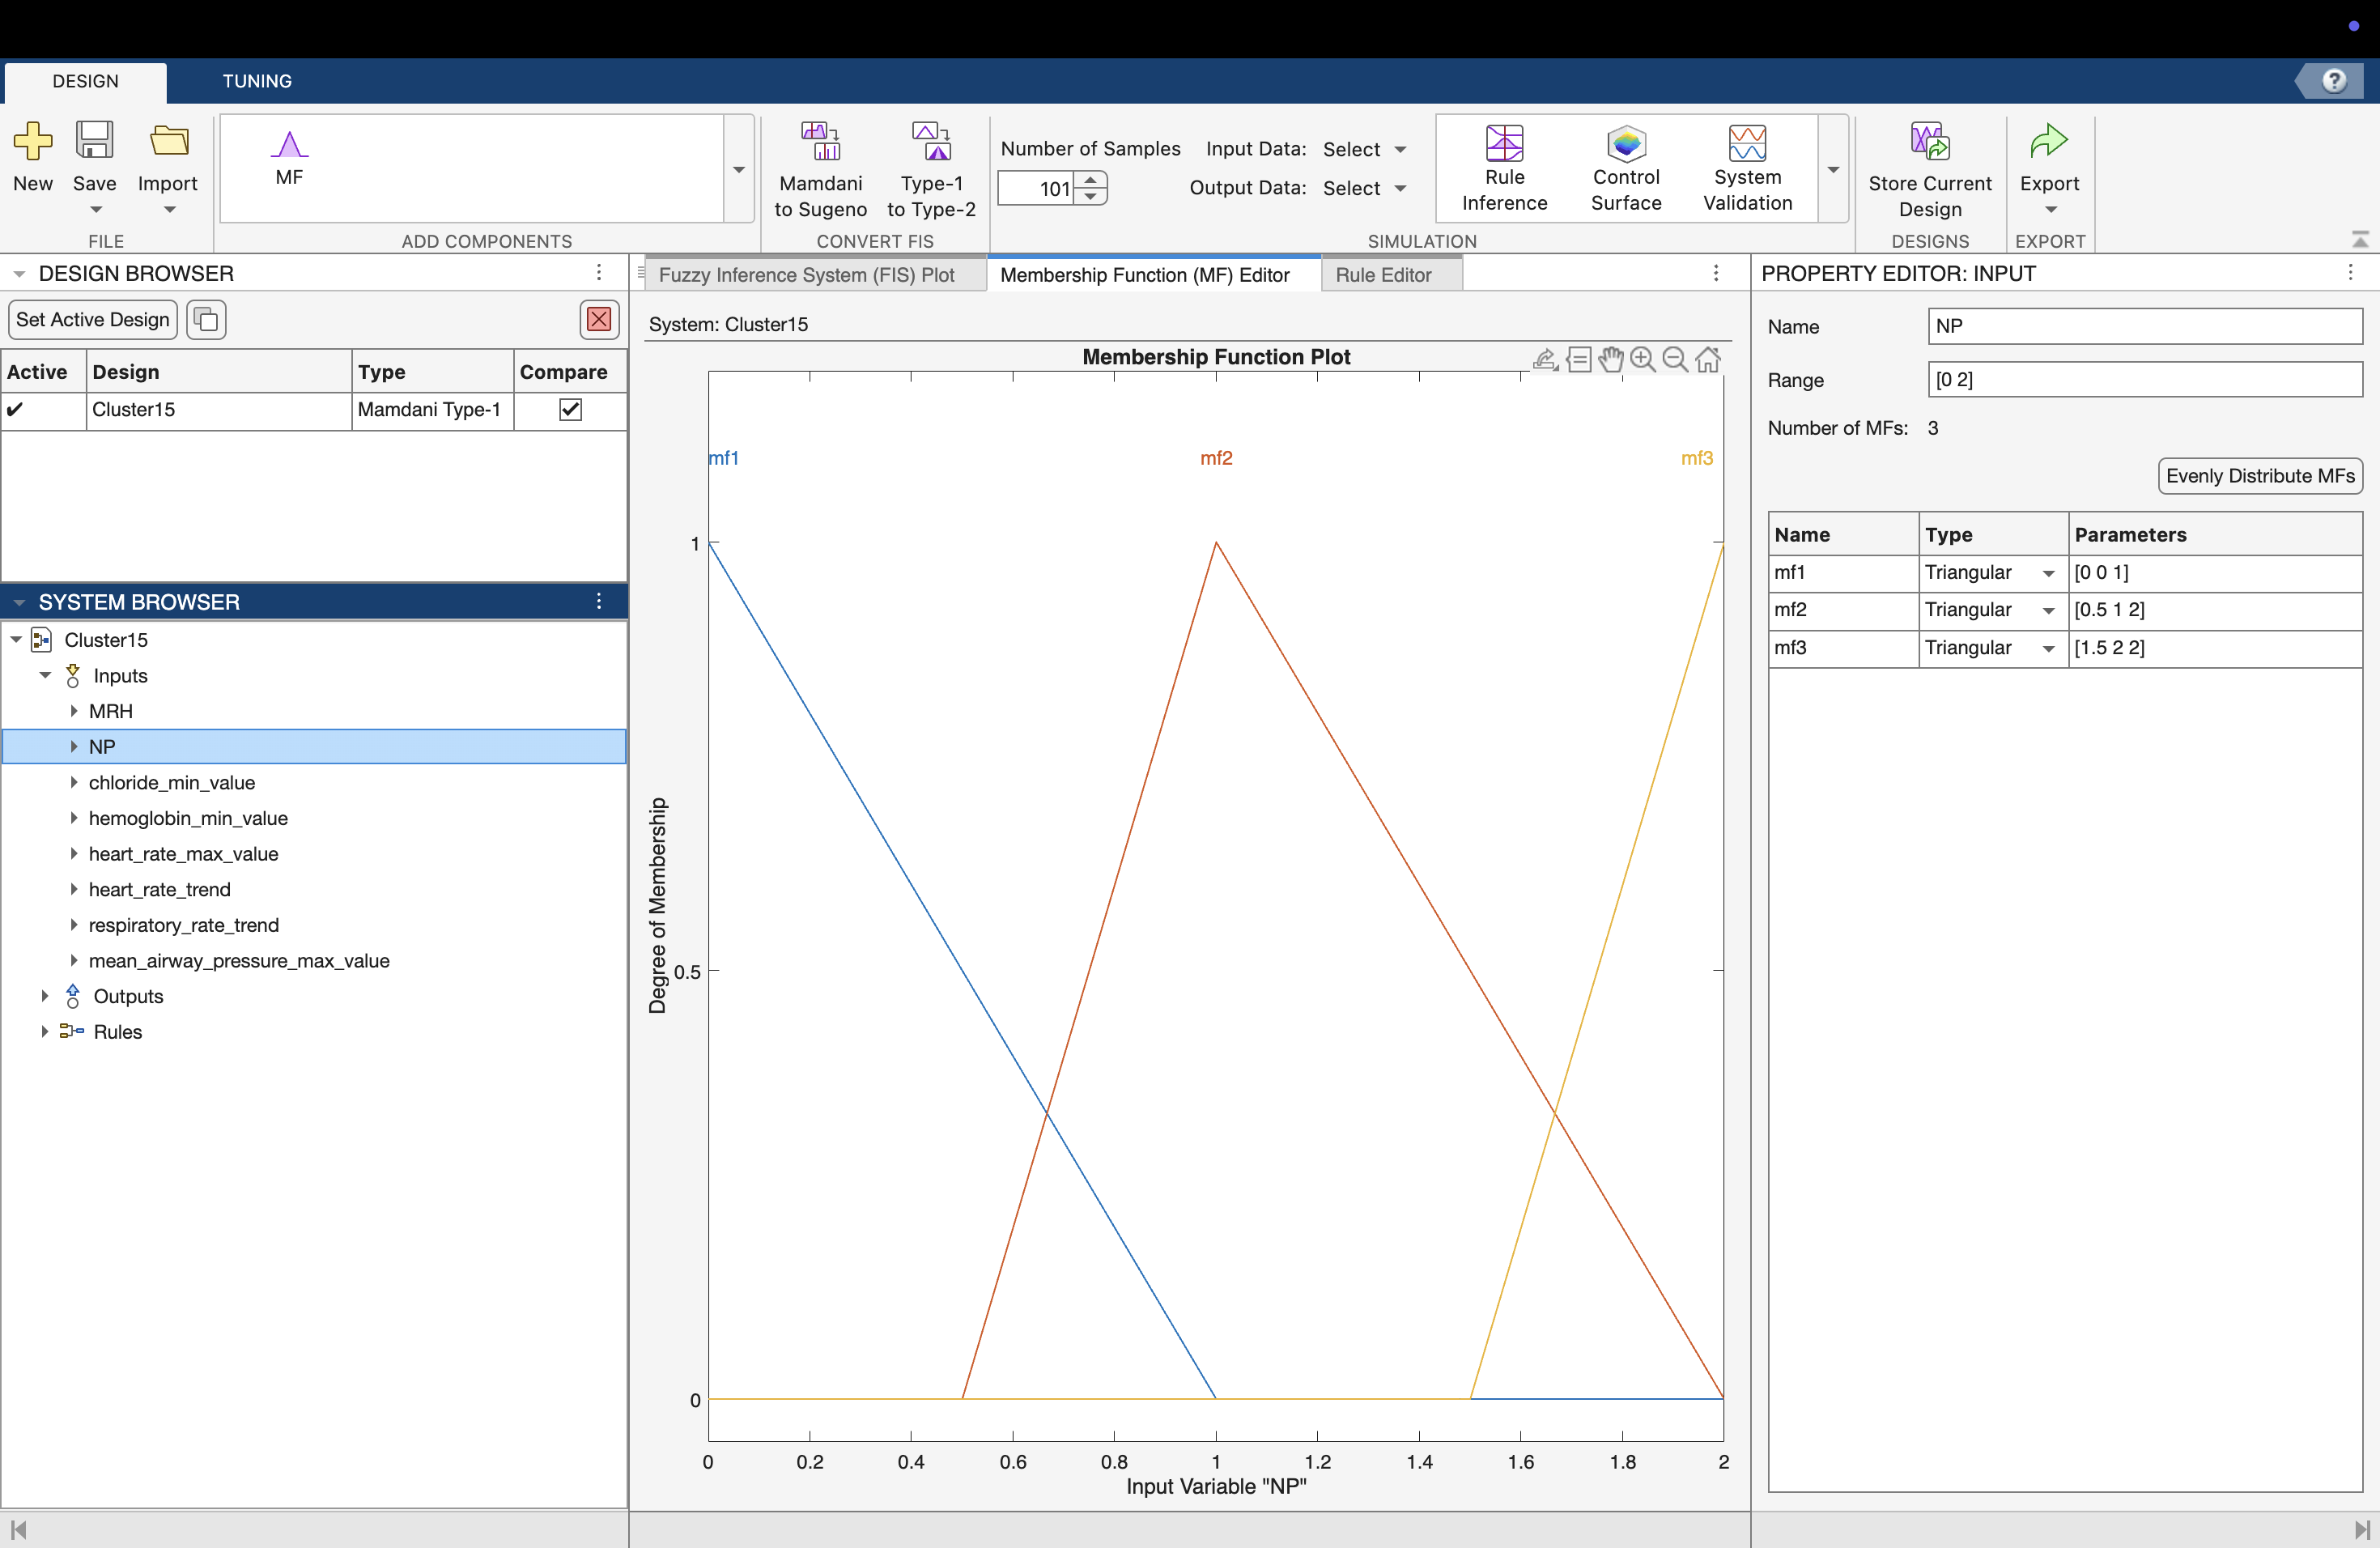 DESIGN
TUNING
New
Save
Import
FILE
MF
ADD COMPONENTS
Mamdani
to Sugeno
Type-1
to Type-2
CONVERT FIS
Number of Samples
101
Input Data: Select
Output Data: Select
Rule
Inference
Control
Surface
System
Validation
SIMULATION
Store Current
Design
DESIGNS
Export
EXPORT
?
DESIGN BROWSER
Set Active Design
Active Design Type Compare
Cluster15 Mamdani Type-1
SYSTEM BROWSER
Cluster15
Inputs
MRH
NP
chloride_min_value
hemoglobin_min_value
heart_rate_max_value
heart_rate_trend
respiratory_rate_trend
mean_airway_pressure_max_value
Outputs
Rules
Fuzzy Inference System (FIS) Plot
Membership Function (MF) Editor
Rule Editor
System: Cluster15
Membership Function Plot
mf1 mf2 mf3
1
0.5
0
Degree of Membership
0 0.2 0.4 0.6 0.8 1 1.2 1.4 1.6 1.8 2
Input Variable "NP"
PROPERTY EDITOR: INPUT
Name NP
Range [0 2]
Number of MFs: 3
Evenly Distribute MFs
Name Type Parameters
mf1 Triangular [0 0 1]
mf2 Triangular [0.5 1 2]
mf3 Triangular [1.5 2 2]